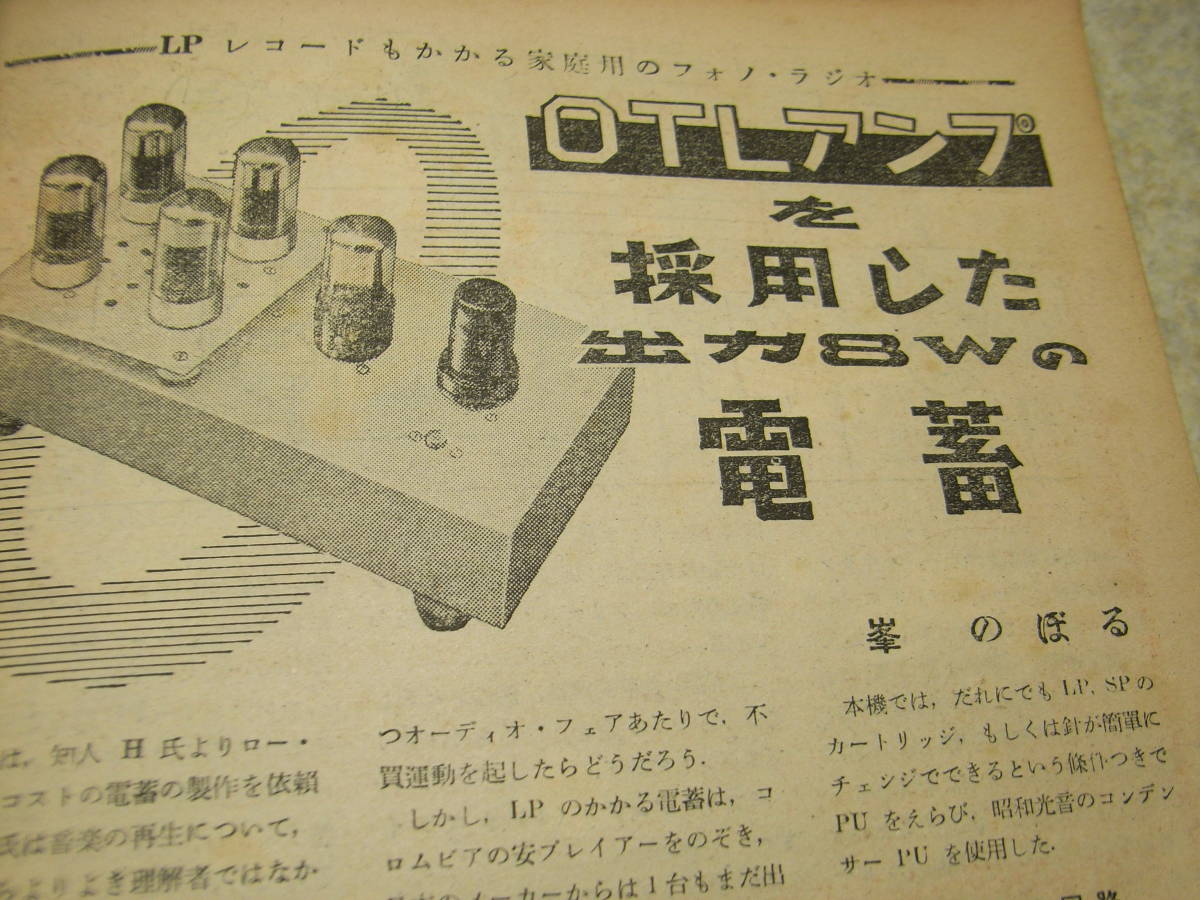 LP レコードもかかる家庭用のフォノ・ラジオ
OTLアンプ
を
採用した
出力8Wの
電蓄
峯 のぼる
は，知人 H 氏よりロー・
コストの電蓄の製作を依頼
氏は音楽の再生について，
よりよき理解者ではなか
つオーディオ・フェアあたりで，不
買運動を起したらどうだろう．
しかし，LP のかかる電蓄は，コ
ロムビアの安プレイアーをのぞき，
メーカーからは1台もまだ出
本機では，だれにでも LP, SP の
カートリッジ，もしくは針が簡單に
チェンジできるという條件つきで
PU をえらび，昭和光音のコンデン
サー PU を使用した．